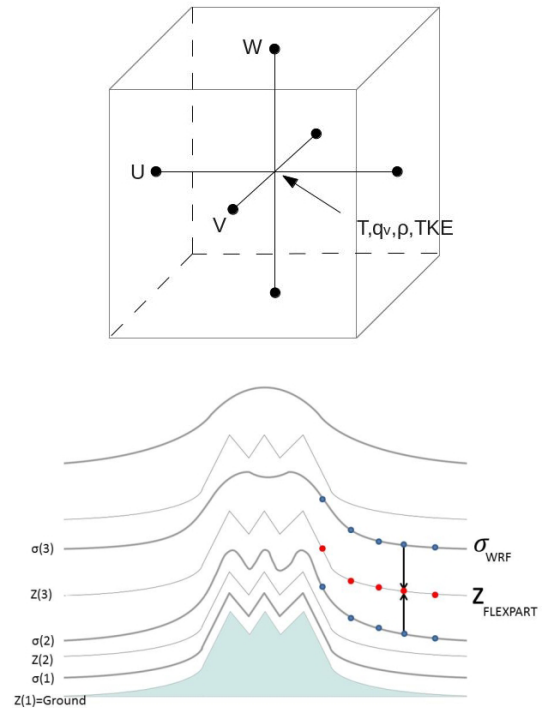 W
U
V
T,qv,ρ,TKE
σ(3)
σWRF
Z(3)
ZFLEXPART
σ(2)
Z(2)
σ(1)
Z(1)=Ground